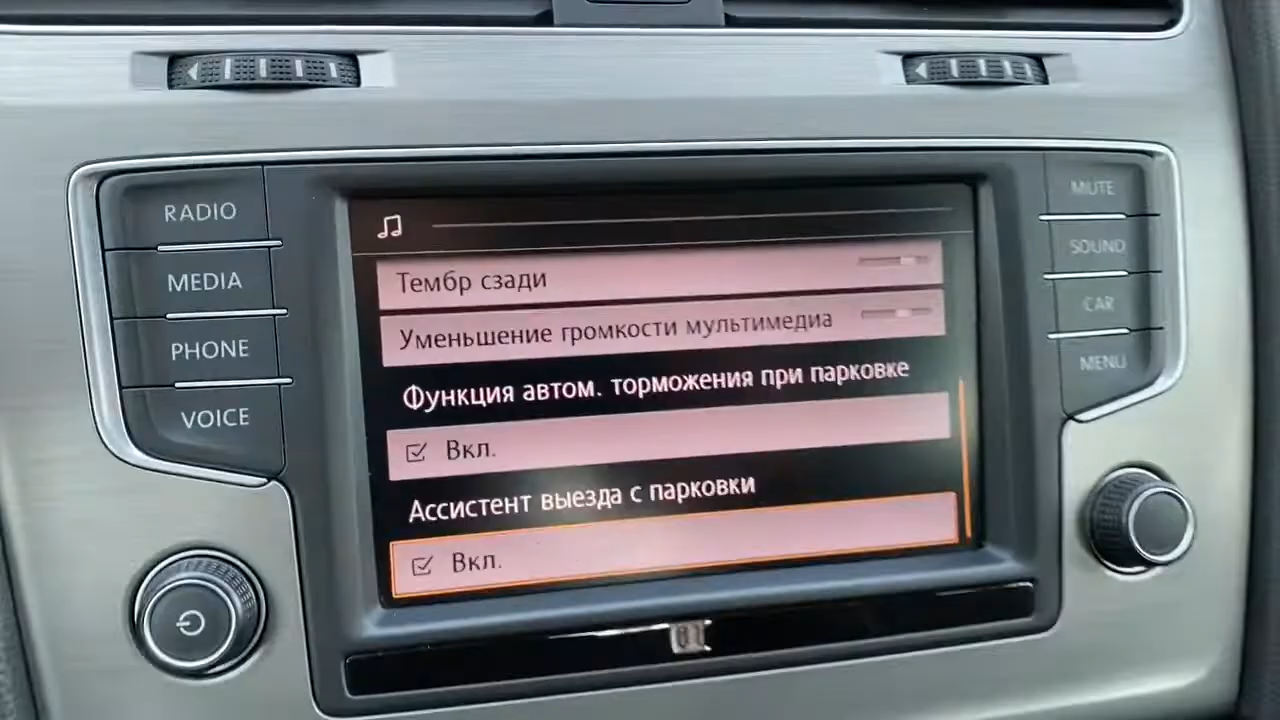 RADIO
MEDIA
PHONE
VOICE
Тембр сзади
Уменьшение громкости мультимедиа
Функция автом. торможения при парковке
Вкл.
Ассистент выезда с парковки
Вкл.
MUTE
SOUND
CAR
MENU